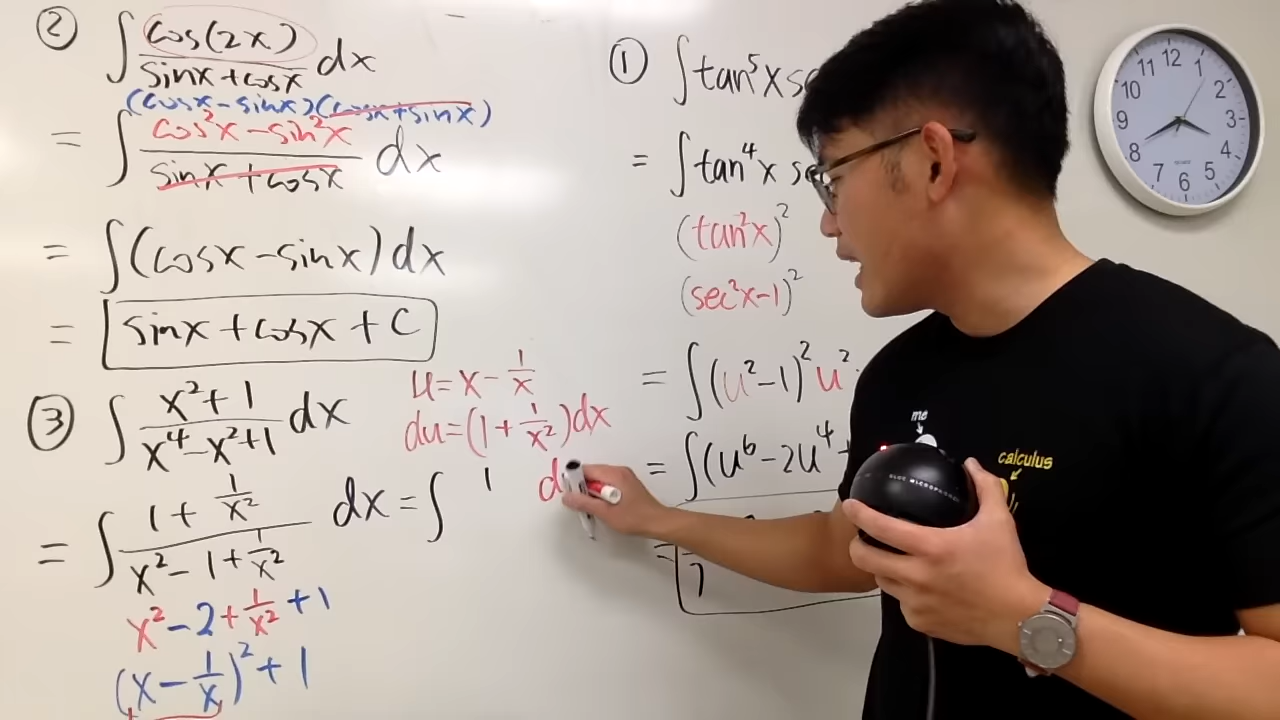 ② ∫ cos(2x) / (sinx + cosx) dx
(cosx - sinx)(cosx + sinx)
= ∫ (cos²x - sin²x) / (sinx + cosx) dx
= ∫ (cosx - sinx) dx
= sinx + cosx + C
③ ∫ (x² + 1) / (x⁴ - x² + 1) dx
u = x - 1/x
du = (1 + 1/x²) dx
= ∫ (1 + 1/x²) / (x² - 1 + 1/x²) dx = ∫ 1
x² - 2 + 1/x² + 1
(x - 1/x)² + 1
① ∫ tan⁵x
= ∫ tan⁴x
(tan²x)²
(sec²x - 1)²
= ∫ (u² - 1)² u²
= ∫ (u⁶ - 2u⁴ +
= 7
12 1 2 3 4 5 6 7 8 9 10 11
me
calculus
BLUE MICROPHONES